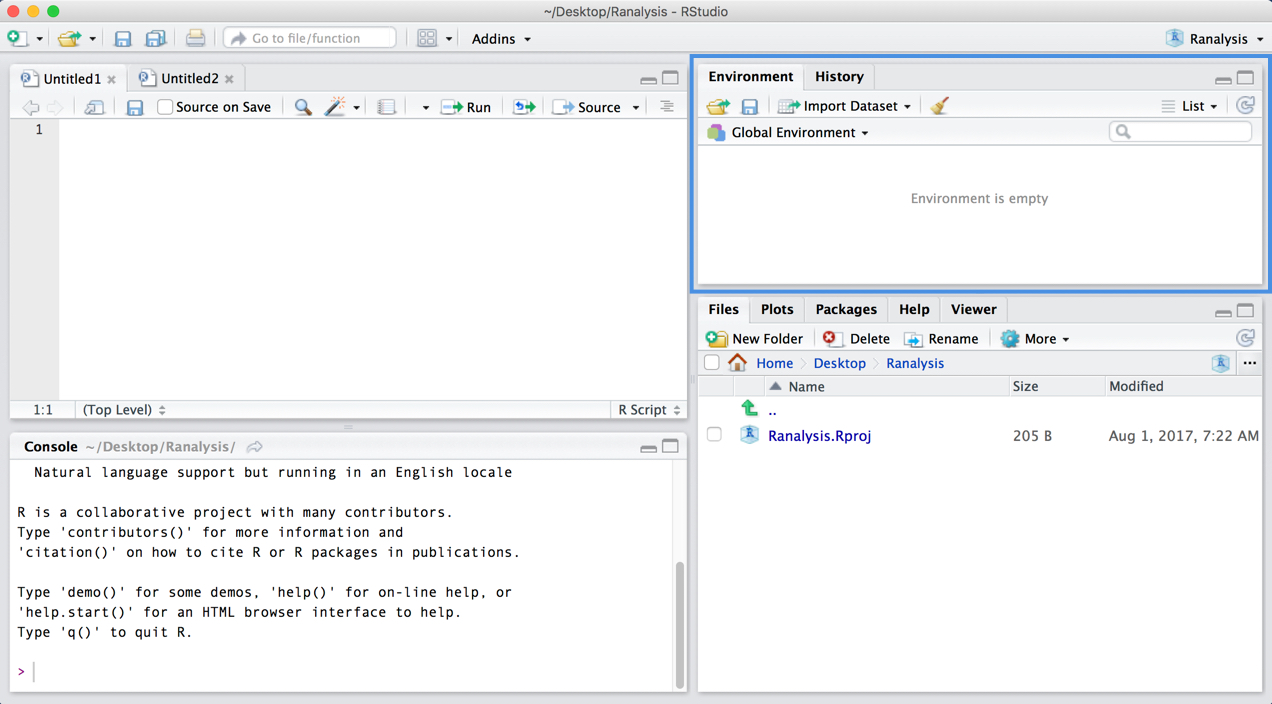 ~/Desktop/Ranalysis - RStudio
Go to file/function
Addins
Ranalysis
Untitled1
Untitled2
Source on Save
Run
Source
1
1:1
(Top Level)
R Script
Console ~/Desktop/Ranalysis/
Natural language support but running in an English locale
R is a collaborative project with many contributors.
Type 'contributors()' for more information and
'citation()' on how to cite R or R packages in publications.
Type 'demo()' for some demos, 'help()' for on-line help, or
'help.start()' for an HTML browser interface to help.
Type 'q()' to quit R.
>
Environment History
Import Dataset
List
Global Environment
Environment is empty
Files Plots Packages Help Viewer
New Folder Delete Rename More
Home Desktop Ranalysis
Name Size Modified
..
Ranalysis.Rproj 205 B Aug 1, 2017, 7:22 AM